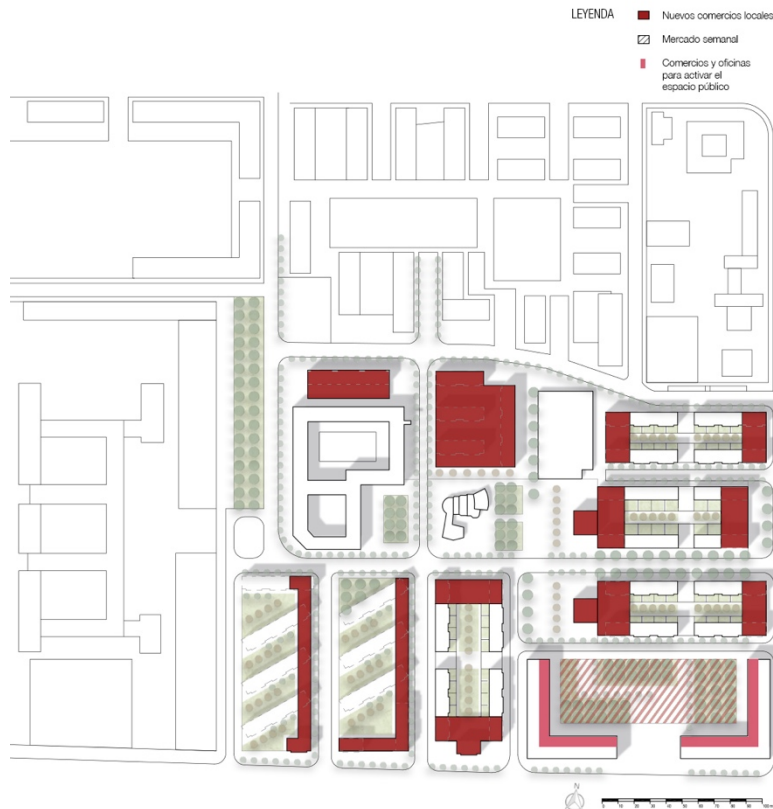 LEYENDA
Nuevos comercios locales
Mercado semanal
Comercios y oficinas
para activar el
espacio público
N